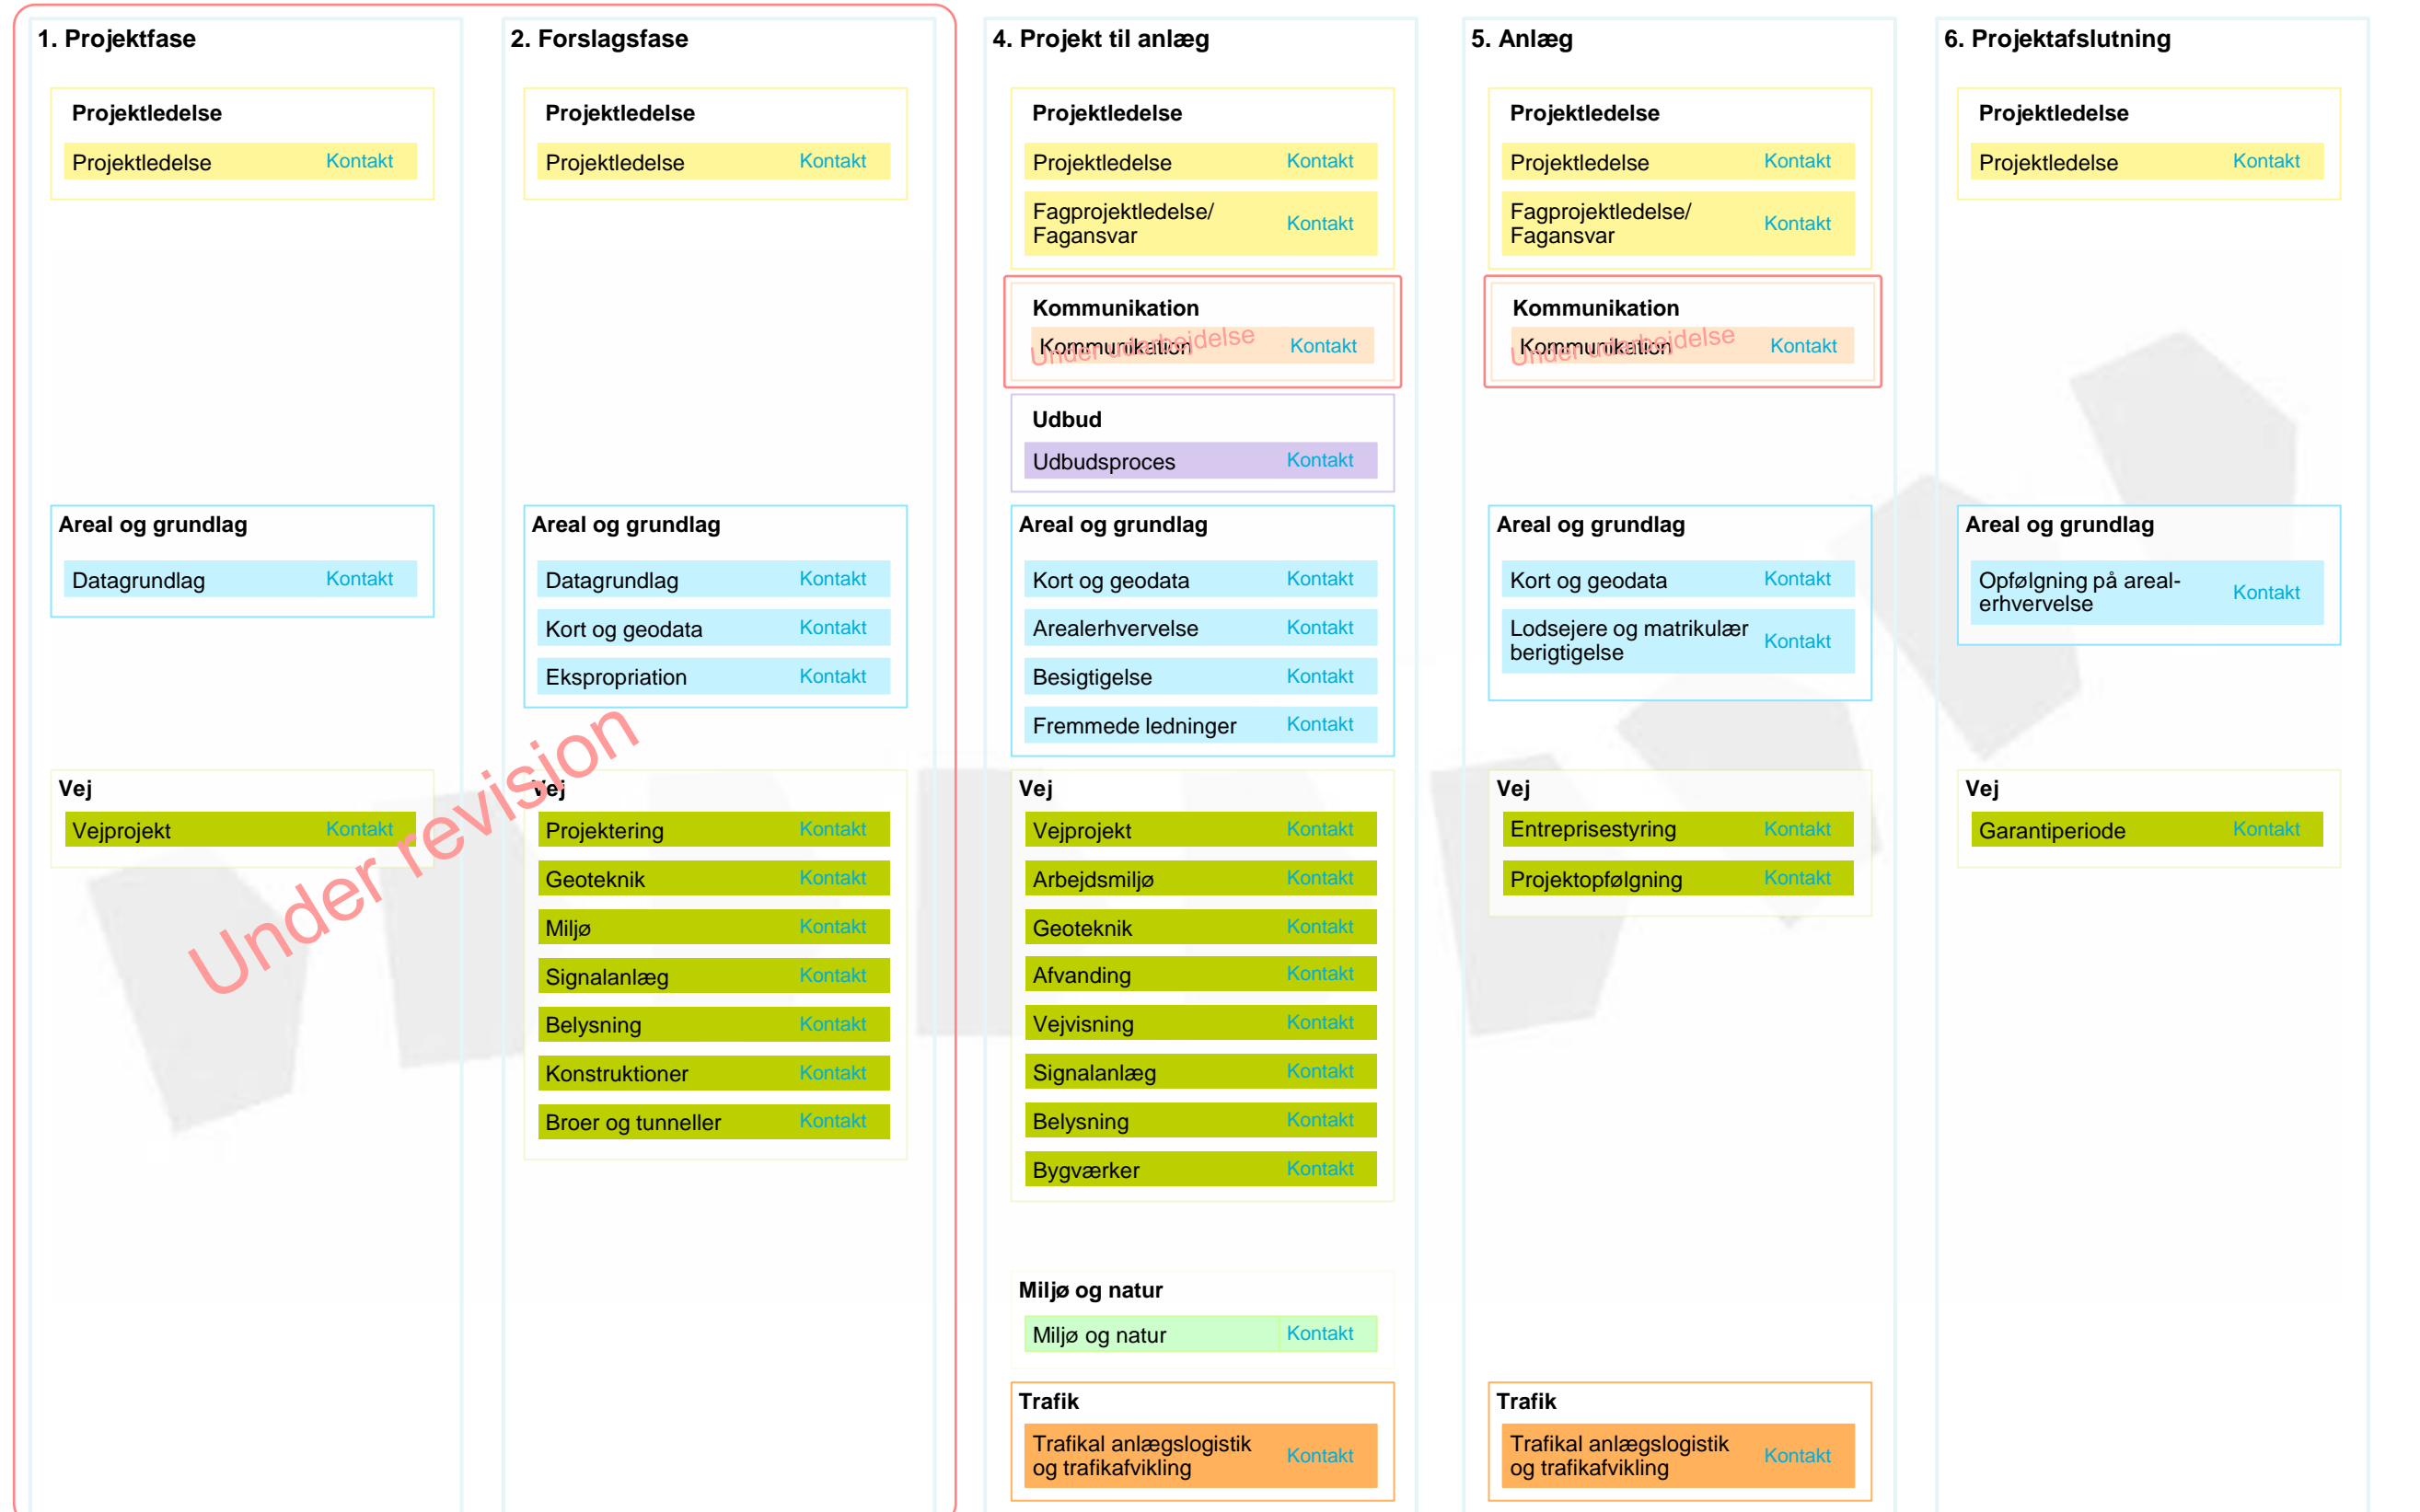 1. Projektfase
Projektledelse
Projektledelse Kontakt
Areal og grundlag
Datagrundlag Kontakt
Vej
Vejprojekt Kontakt
Under revision
2. Forslagsfase
Projektledelse
Projektledelse Kontakt
Areal og grundlag
Datagrundlag Kontakt
Kort og geodata Kontakt
Ekspropriation Kontakt
Vej
Projektering Kontakt
Geoteknik Kontakt
Miljø Kontakt
Signalanlæg Kontakt
Belysning Kontakt
Konstruktioner Kontakt
Broer og tunneller Kontakt
4. Projekt til anlæg
Projektledelse
Projektledelse Kontakt
Fagprojektledelse/
Fagansvar Kontakt
Kommunikation
Kommunikation Kontakt
Under udarbejdelse
Udbud
Udbudsproces Kontakt
Areal og grundlag
Kort og geodata Kontakt
Arealerhvervelse Kontakt
Besigtigelse Kontakt
Fremmede ledninger Kontakt
Vej
Vejprojekt Kontakt
Arbejdsmiljø Kontakt
Geoteknik Kontakt
Afvanding Kontakt
Vejvisning Kontakt
Signalanlæg Kontakt
Belysning Kontakt
Bygværker Kontakt
Miljø og natur
Miljø og natur Kontakt
Trafik
Trafikal anlægslogistik
og trafikafvikling Kontakt
5. Anlæg
Projektledelse
Projektledelse Kontakt
Fagprojektledelse/
Fagansvar Kontakt
Kommunikation
Kommunikation Kontakt
Under udarbejdelse
Areal og grundlag
Kort og geodata Kontakt
Lodsejere og matrikulær
berigtigelse Kontakt
Vej
Entreprisestyring Kontakt
Projektopfølgning Kontakt
Trafik
Trafikal anlægslogistik
og trafikafvikling Kontakt
6. Projektafslutning
Projektledelse
Projektledelse Kontakt
Areal og grundlag
Opfølgning på areal-
erhvervelse Kontakt
Vej
Garantiperiode Kontakt